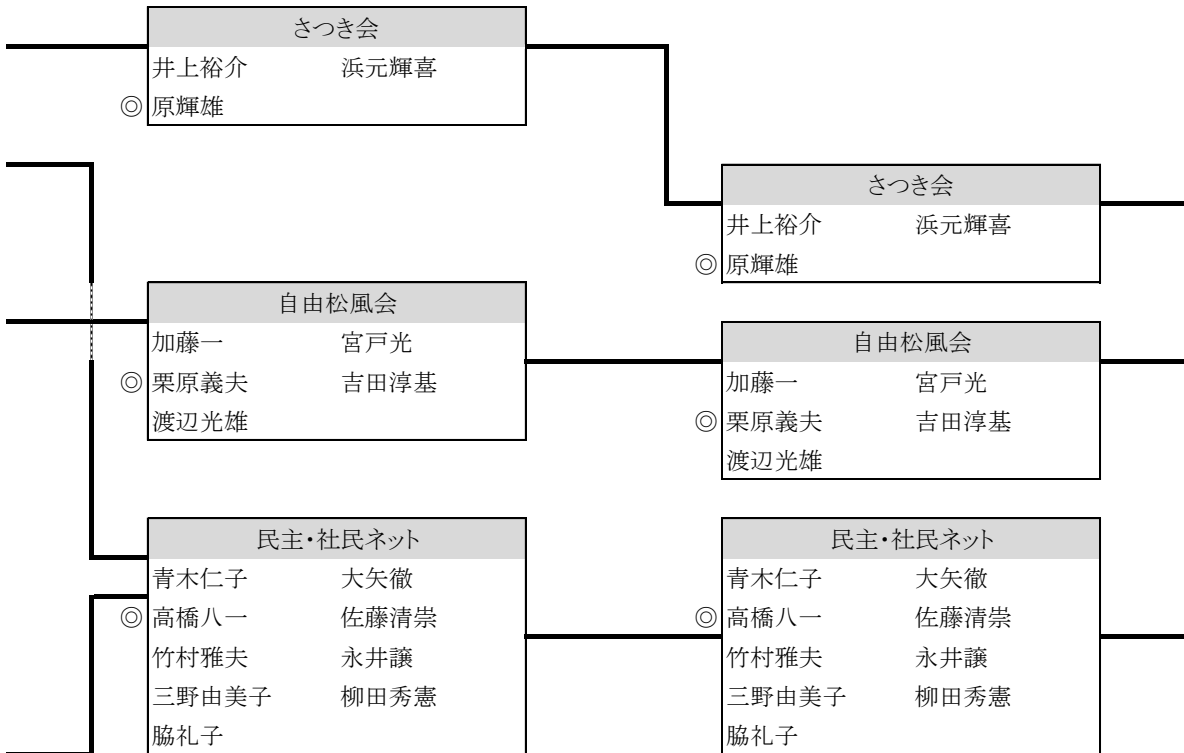 さつき会
井上裕介 浜元輝喜
◎ 原輝雄
自由松風会
加藤一 宮戸光
◎ 栗原義夫 吉田淳基
渡辺光雄
民主・社民ネット
青木仁子 大矢徹
◎ 高橋八一 佐藤清崇
竹村雅夫 永井譲
三野由美子 柳田秀憲
脇礼子
さつき会
井上裕介 浜元輝喜
◎ 原輝雄
自由松風会
加藤一 宮戸光
◎ 栗原義夫 吉田淳基
渡辺光雄
民主・社民ネット
青木仁子 大矢徹
◎ 高橋八一 佐藤清崇
竹村雅夫 永井譲
三野由美子 柳田秀憲
脇礼子